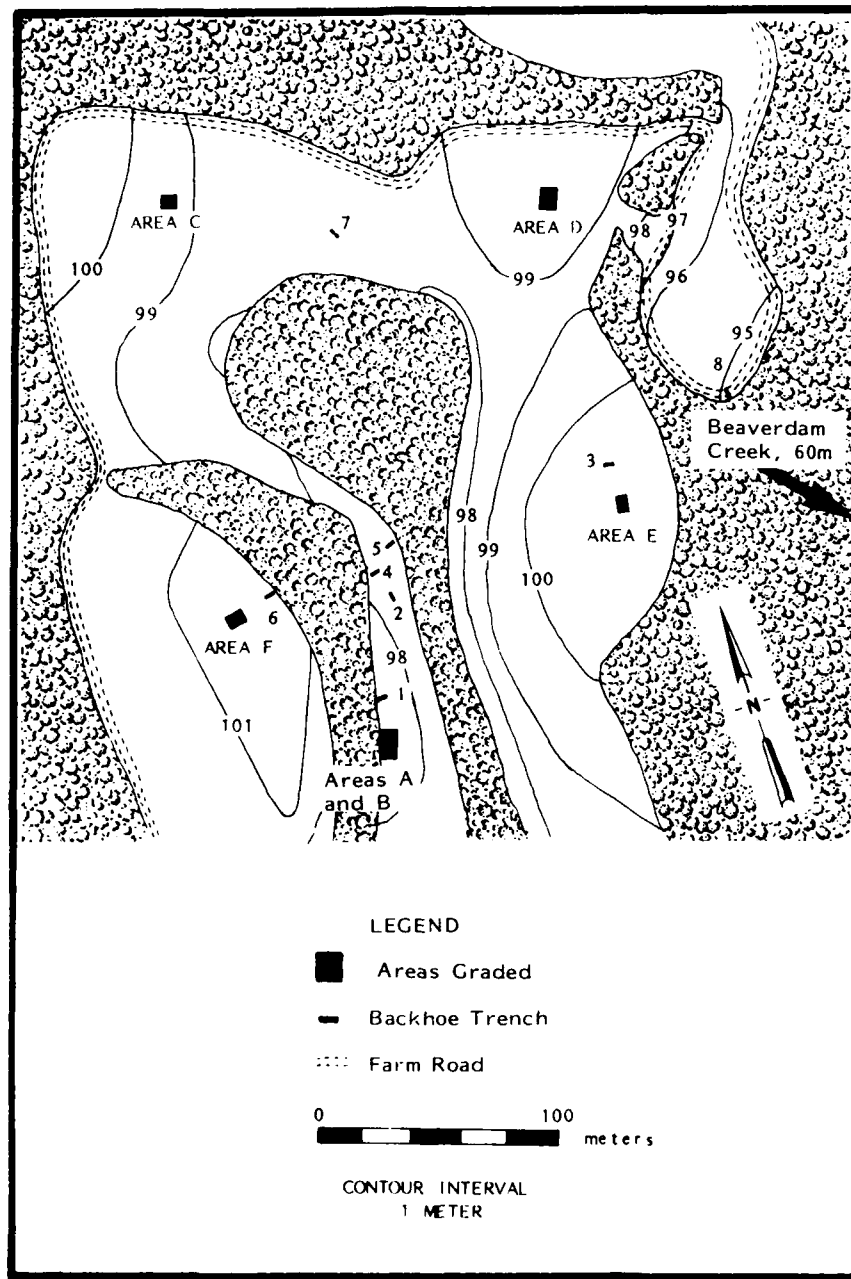 AREA C
7
AREA D
97
98
96
99
100
99
95
8
Beaverdam
Creek, 60m
3
98
AREA E
99
5
4
100
2
6
AREA F
98
N
1
101
Areas A
and B
LEGEND
Areas Graded
Backhoe Trench
Farm Road
0 100
meters
CONTOUR INTERVAL
1 METER